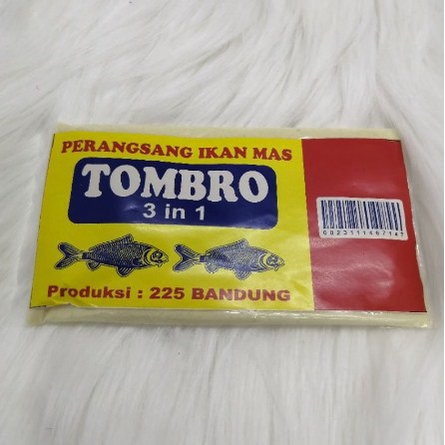 PERANGSANG IKAN MAS
TOMBRO
3 in 1
Produksi : 225 BANDUNG